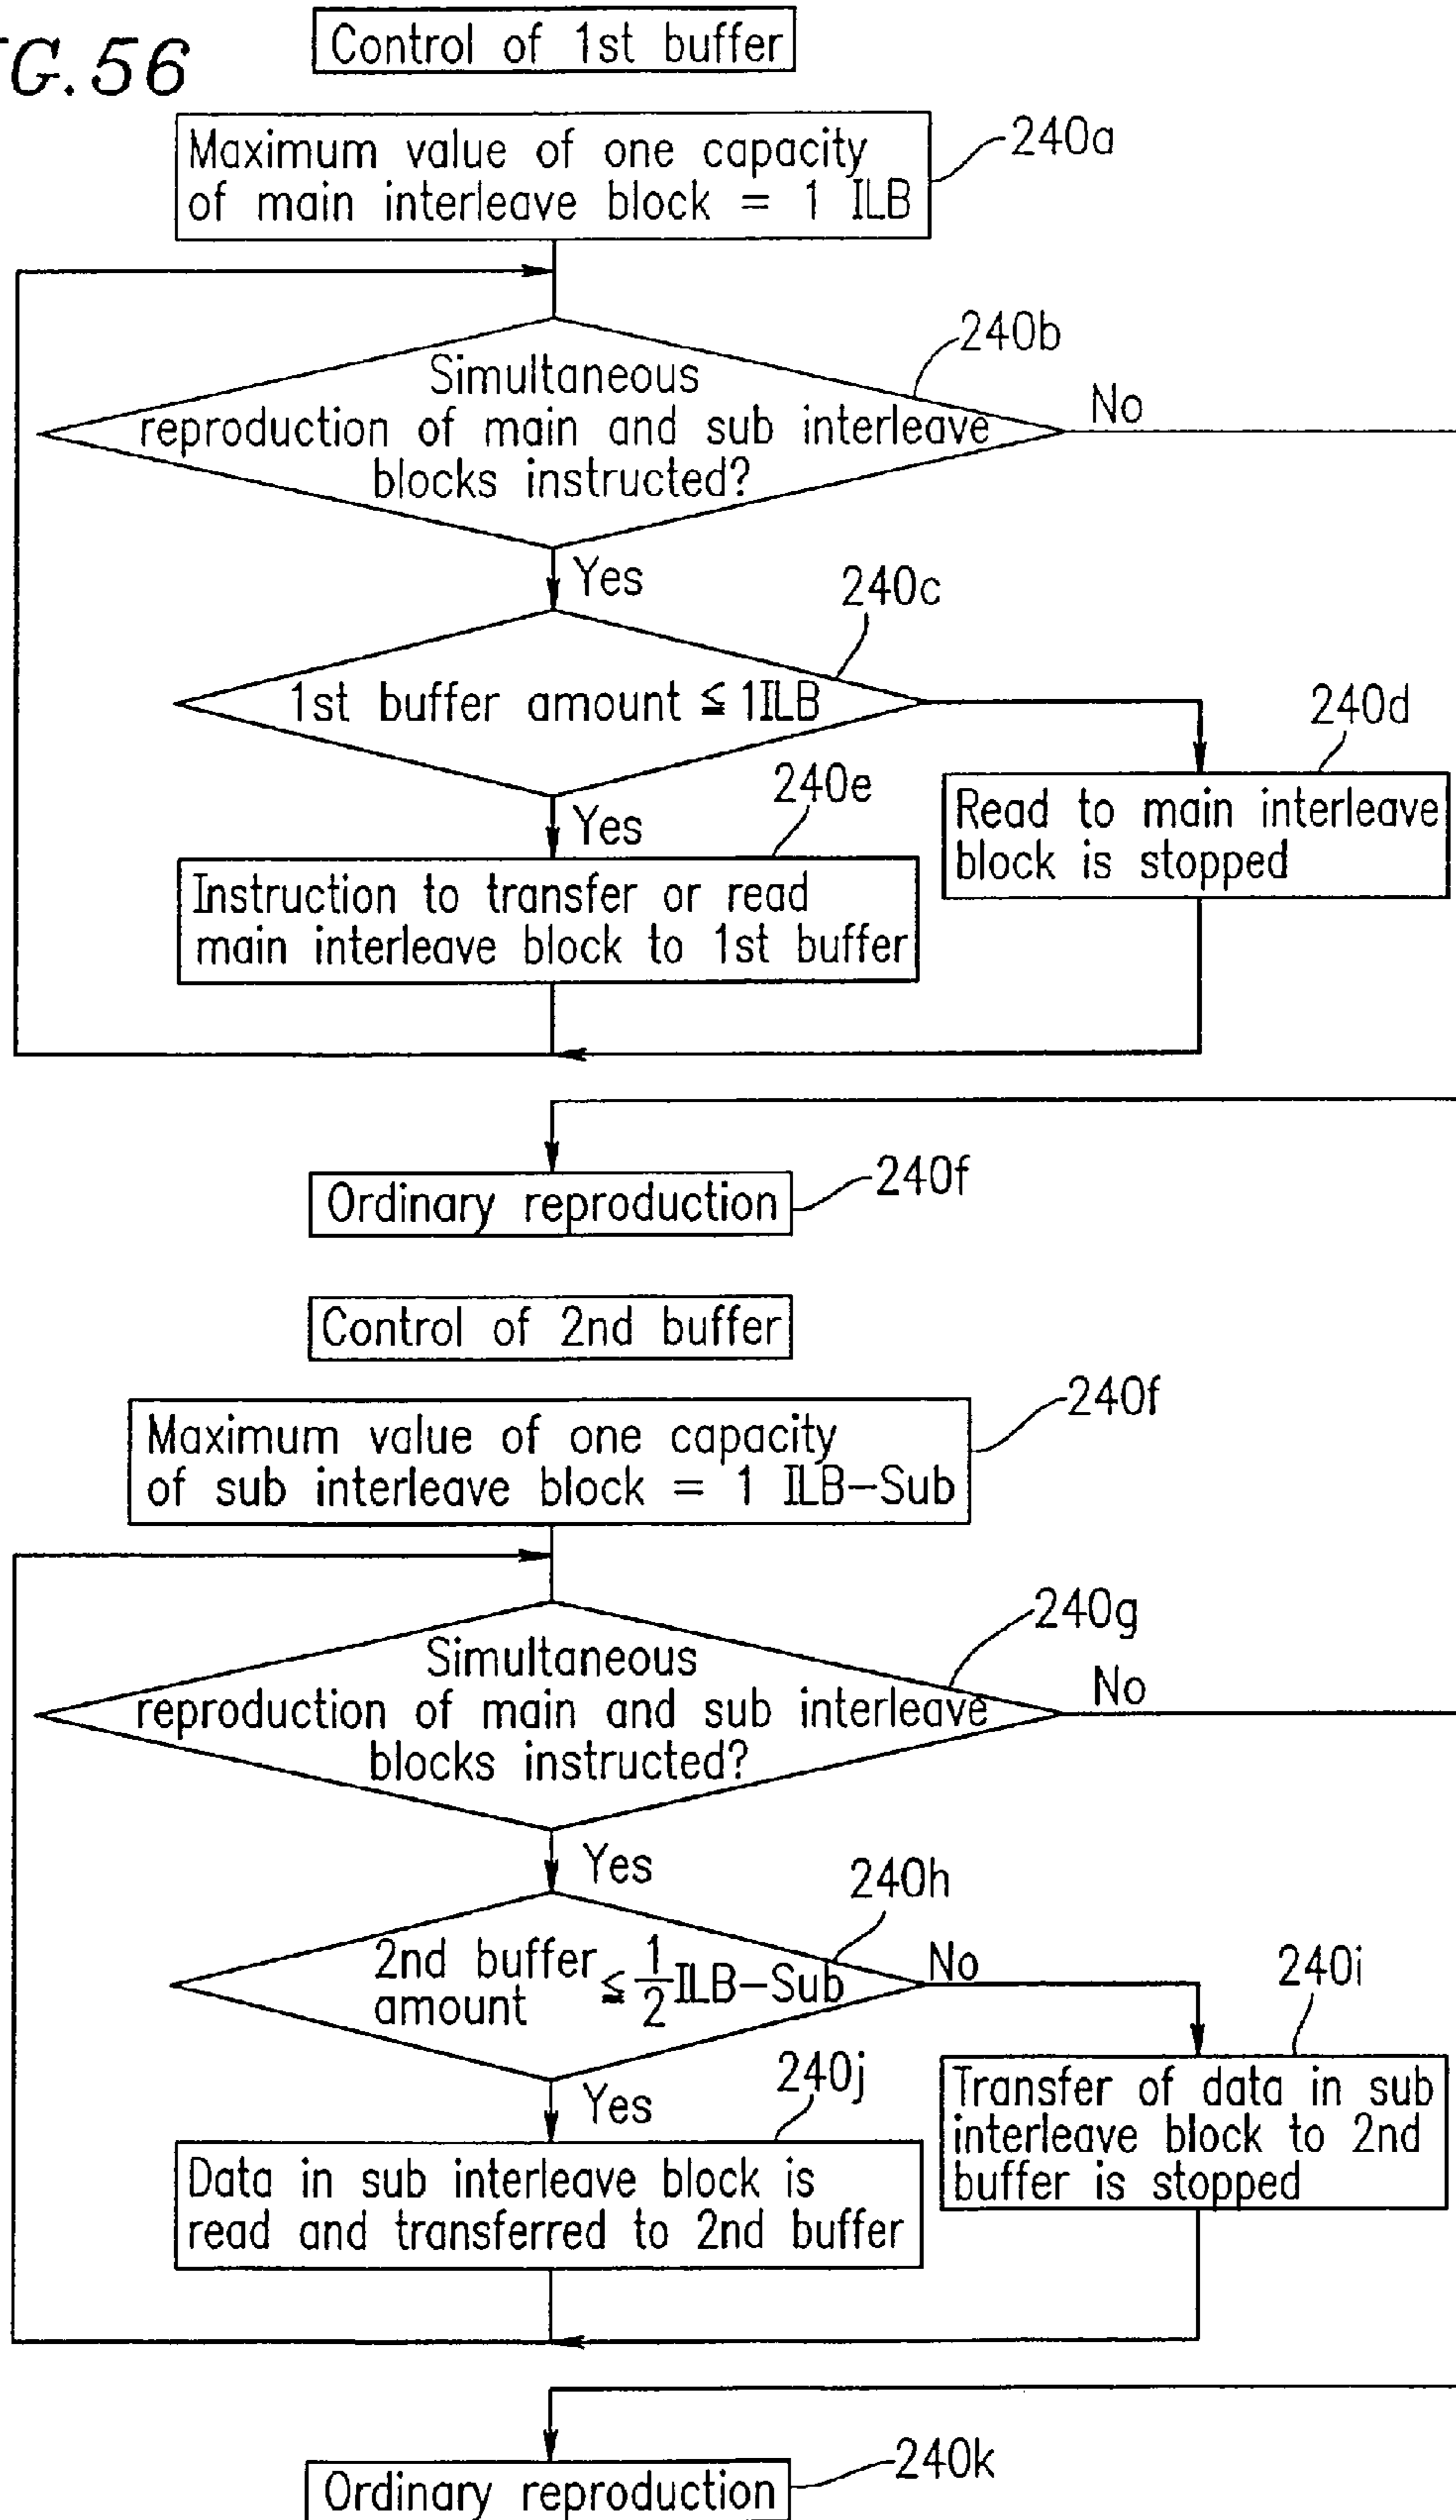 G.56
Control of 1st buffer
Maximum value of one capacity
of main interleave block = 1 ILB
240a
240b
Simultaneous
reproduction of main and sub interleave
blocks instructed?
No
Yes
240c
1st buffer amount ≦ 1ILB
240d
240e
Yes
Read to main interleave
block is stopped
Instruction to transfer or read
main interleave block to 1st buffer
240f
Ordinary reproduction
Control of 2nd buffer
240f
Maximum value of one capacity
of sub interleave block = 1 ILB-Sub
240g
Simultaneous
reproduction of main and sub interleave
blocks instructed?
No
Yes
240h
2nd buffer
amount ≦ 1/2 ILB-Sub
No
240i
240j
Yes
Transfer of data in sub
interleave block to 2nd
buffer is stopped
Data in sub interleave block is
read and transferred to 2nd buffer
240k
Ordinary reproduction